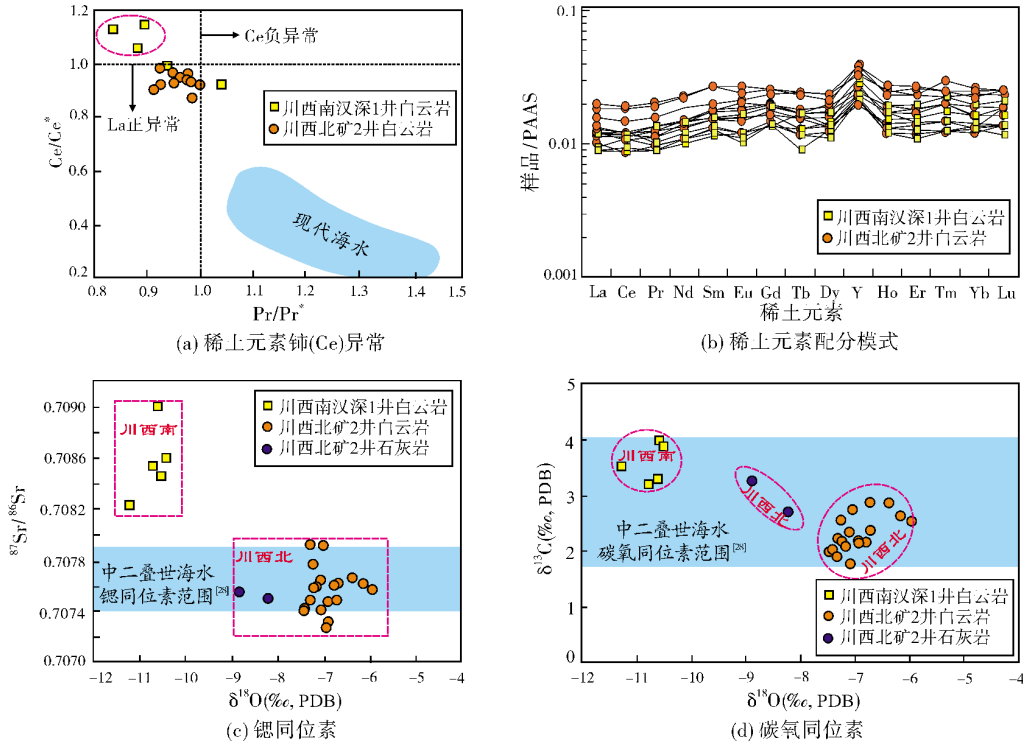 1.2
1.0
0.8
0.6
0.4
0.2
Ce/Ce*
Ce负异常
La正异常
川西南汉深1井白云岩
川西北矿2井白云岩
现代海水
0.8 0.9 1.0 1.1 1.2 1.3 1.4 1.5
Pr/Pr*
(a) 稀土元素铈(Ce)异常
0.1
0.01
0.001
样品/PAAS
川西南汉深1井白云岩
川西北矿2井白云岩
La Ce Pr Nd Sm Eu Gd Tb Dy Y Ho Er Tm Yb Lu
稀土元素
(b) 稀土元素配分模式
0.7090
0.7086
0.7082
0.7078
0.7074
0.7070
⁸⁷Sr/⁸⁶Sr
川西南
川西南汉深1井白云岩
川西北矿2井白云岩
川西北矿2井石灰岩
川西北
中二叠世海水
锶同位素范围[28]
−12 −11 −10 −9 −8 −7 −6 −5 −4
δ¹⁸O(‰, PDB)
(c) 锶同位素
5
4
3
2
1
0
δ¹³C(‰, PDB)
川西南
川西北
川西北
中二叠世海水
碳氧同位素范围[28]
川西南汉深1井白云岩
川西北矿2井白云岩
川西北矿2井石灰岩
−12 −10 −8 −6 −4
δ¹⁸O(‰, PDB)
(d) 碳氧同位素